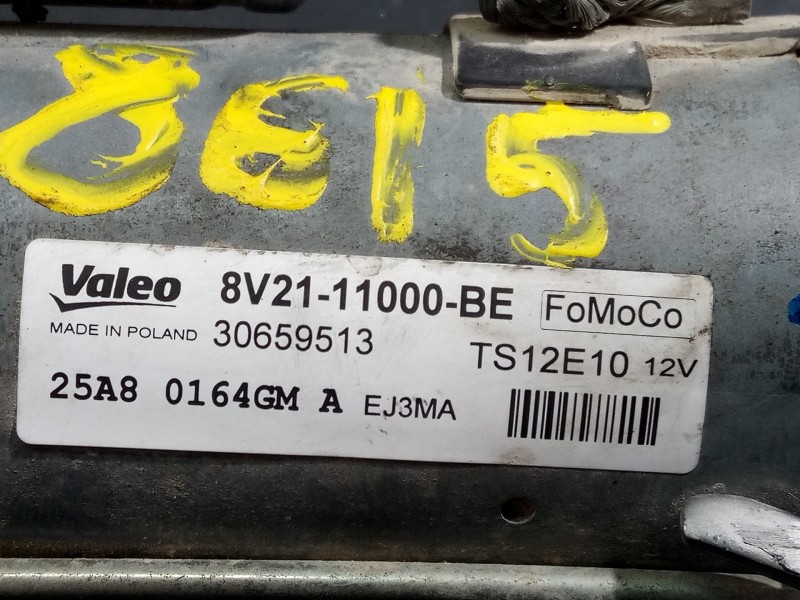 8615
Valeo 8V21-11000-BE FoMoCo
MADE IN POLAND 30659513
TS12E10 12V
25A8 0164GM A EJ3MA